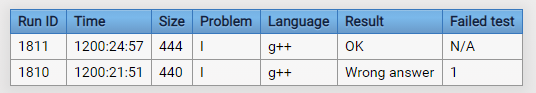 Run ID Time Size Problem Language Result Failed test
1811 1200:24:57 444 I g++ OK N/A
1810 1200:21:51 440 I g++ Wrong answer 1